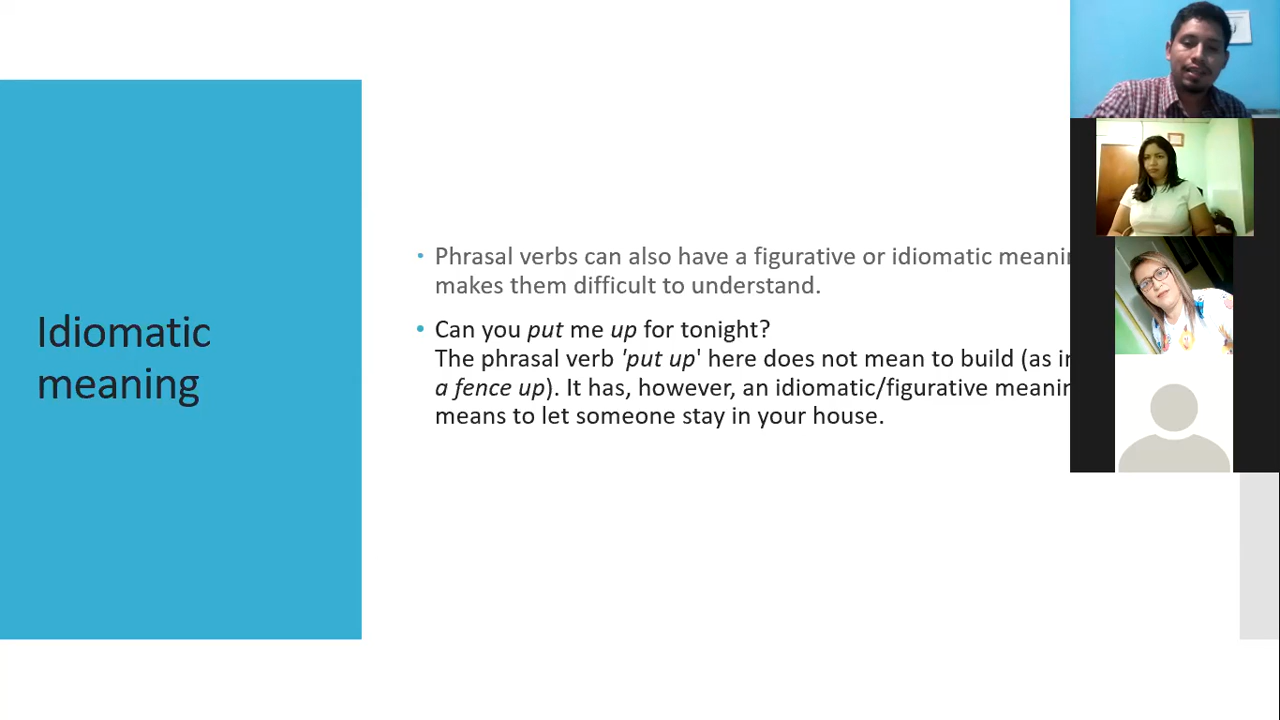 Idiomatic
meaning
Phrasal verbs can also have a figurative or idiomatic
makes them difficult to understand.
Can you put me up for tonight?
The phrasal verb 'put up' here does not mean to build (as
a fence up). It has, however, an idiomatic/figurative
means to let someone stay in your house.